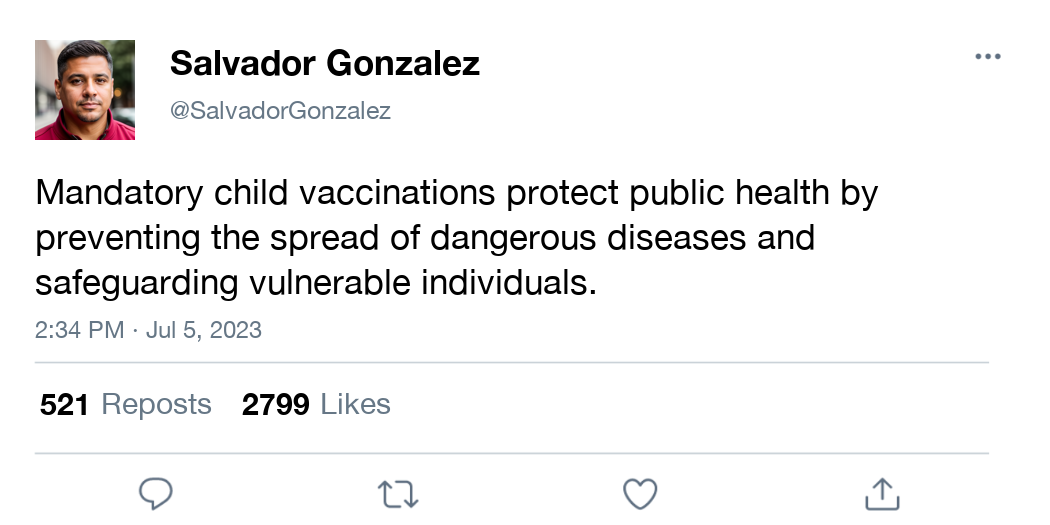 Salvador Gonzalez
@SalvadorGonzalez
Mandatory child vaccinations protect public health by
preventing the spread of dangerous diseases and
safeguarding vulnerable individuals.
2:34 PM · Jul 5, 2023
521 Reposts 2799 Likes